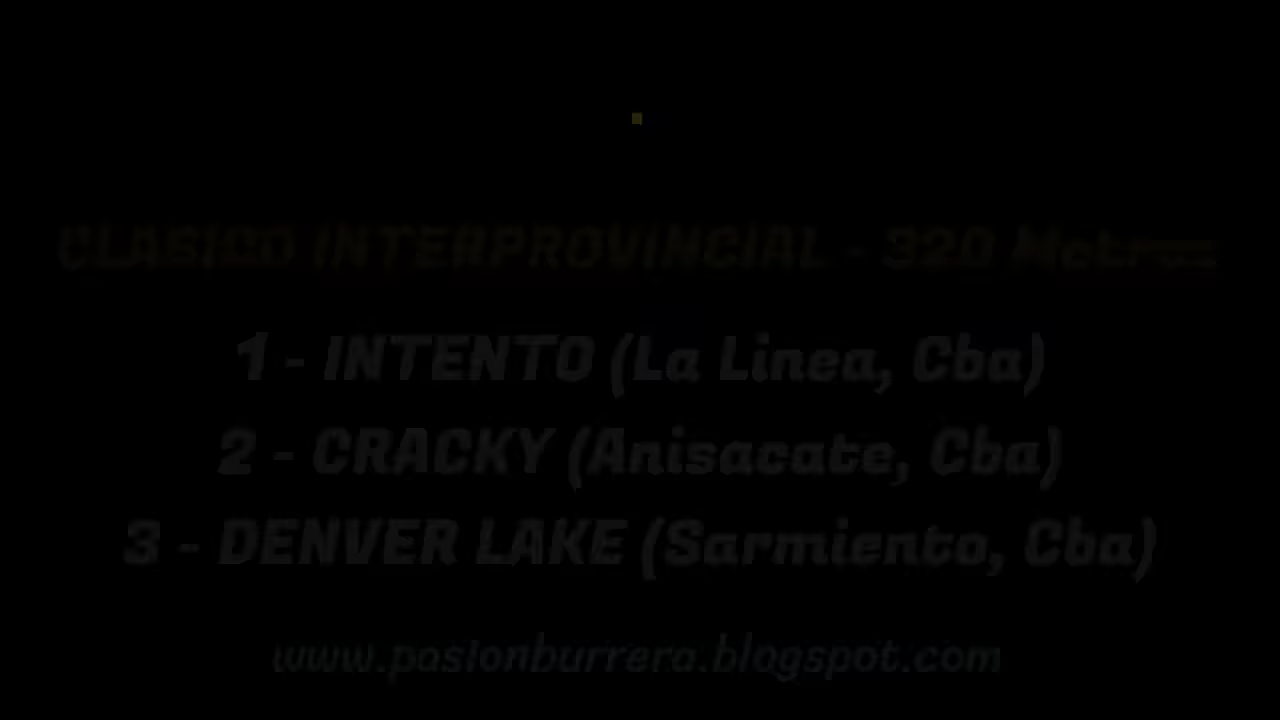 CLASICO INTERPROVINCIAL - 320 Metros
1 - INTENTO (La Linea, Cba)
2 - CRACKY (Anisacate, Cba)
3 - DENVER LAKE (Sarmiento, Cba)
www.pasionburrera.blogspot.com